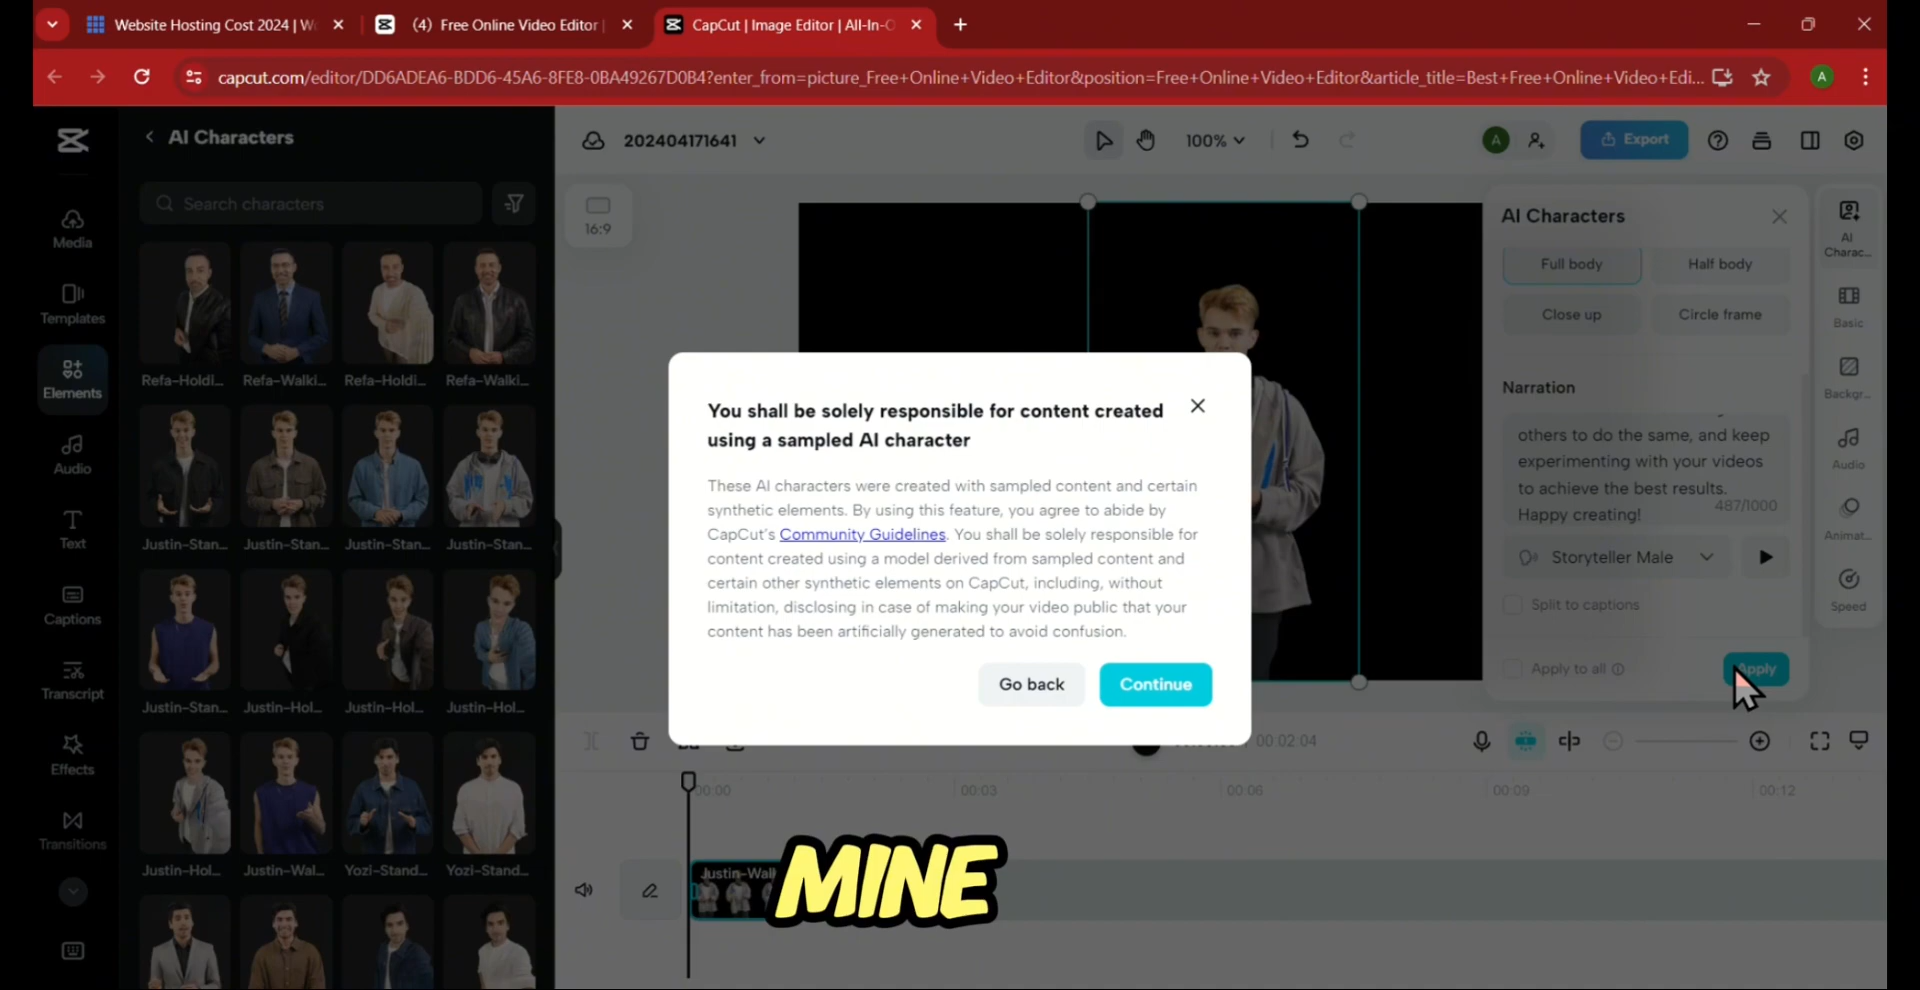 Website Hosting Cost 2024 | W
(4) Free Online Video Editor |
CapCut | Image Editor | All-In-O
capcut.com/editor/DD6ADEA6-BDD6-45A6-8FE8-0BA49267D0B4?enter_from=picture_Free+Online+Video+Editor&position=Free+Online+Video+Editor&article_title=Best+Free+Online+Video+Edi...
A
AI Characters
Search characters
Media
Templates
Elements
Audio
Text
Captions
Transcript
Effects
Transitions
Refa-Holdi...
Refa-Walki...
Refa-Holdi...
Refa-Walki...
Justin-Stan...
Justin-Stan...
Justin-Stan...
Justin-Stan...
Justin-Stan...
Justin-Hol...
Justin-Hol...
Justin-Hol...
Justin-Hol...
Justin-Wal...
Yozi-Stand...
Yozi-Stand...
202404171641
100%
A
Export
16:9
You shall be solely responsible for content created
using a sampled AI character
These AI characters were created with sampled content and certain
synthetic elements. By using this feature, you agree to abide by
CapCut's Community Guidelines. You shall be solely responsible for
content created using a model derived from sampled content and
certain other synthetic elements on CapCut, including, without
limitation, disclosing in case of making your video public that your
content has been artificially generated to avoid confusion.
Go back
Continue
AI Characters
Full body
Half body
Close up
Circle frame
Narration
others to do the same, and keep
experimenting with your videos
to achieve the best results.
Happy creating!
487/1000
Storyteller Male
Split to captions
Apply to all
Apply
AI
Charac...
Basic
Backgr...
Audio
Animat...
Speed
00:02:04
00:00
00:03
00:06
00:09
00:12
Justin-Wal
MINE